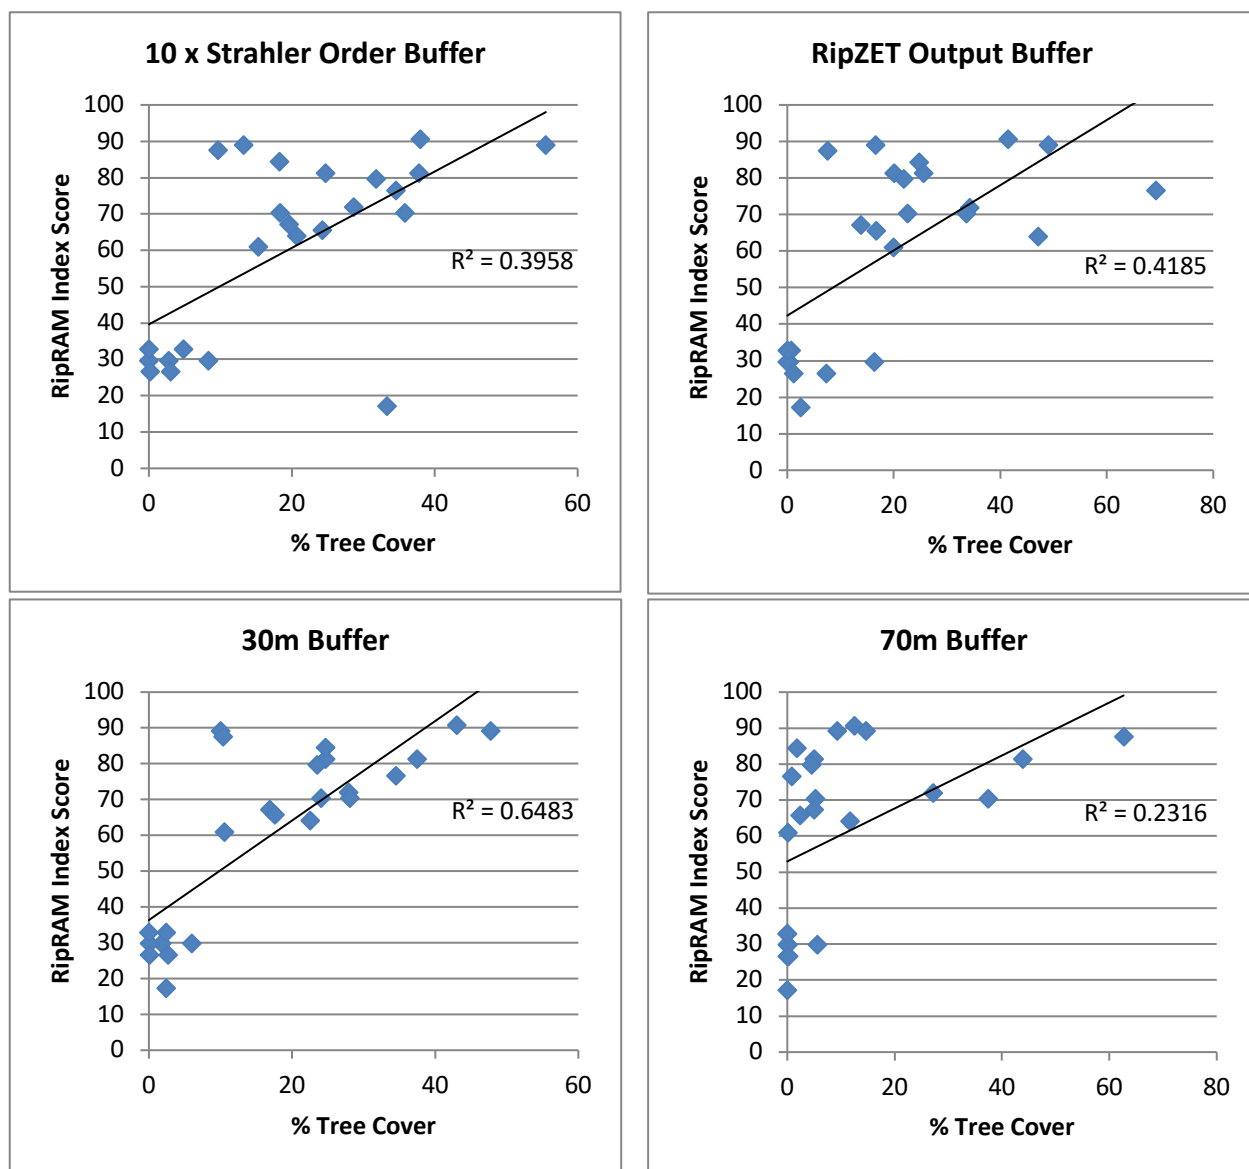 10 x Strahler Order Buffer
100
90
80
70
60
50
40
30
20
10
0
RipRAM Index Score
R² = 0.3958
0 20 40 60
% Tree Cover
RipZET Output Buffer
100
90
80
70
60
50
40
30
20
10
0
RipRAM Index Score
R² = 0.4185
0 20 40 60 80
% Tree Cover
30m Buffer
100
90
80
70
60
50
40
30
20
10
0
RipRAM Index Score
R² = 0.6483
0 20 40 60
% Tree Cover
70m Buffer
100
90
80
70
60
50
40
30
20
10
0
RipRAM Index Score
R² = 0.2316
0 20 40 60 80
% Tree Cover